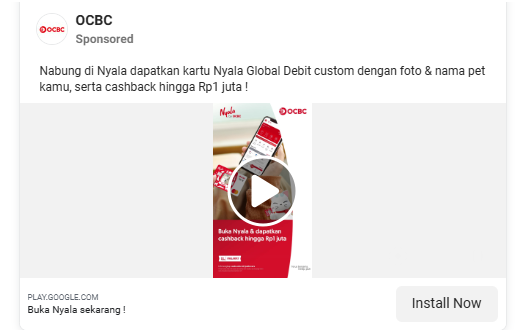 OCBC
OCBC
Sponsored
Nabung di Nyala dapatkan kartu Nyala Global Debit custom dengan foto & nama pet
kamu, serta cashback hingga Rp1 juta !
Nyala
OCBC
Buka Nyala & dapatkan
cashback hingga Rp1 juta
PLAY.GOOGLE.COM
Buka Nyala sekarang !
Install Now